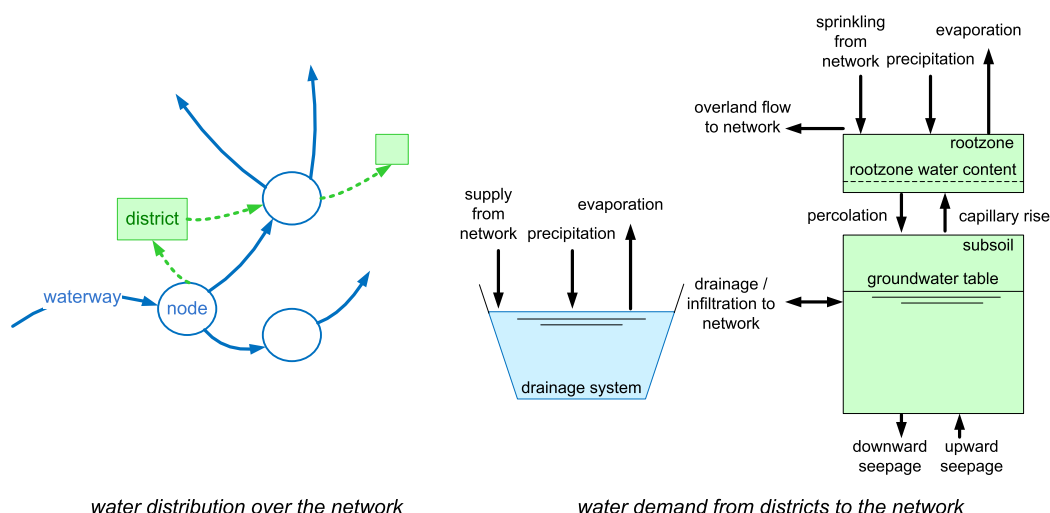 district
waterway
node
water distribution over the network
supply
from
network
precipitation
evaporation
drainage system
sprinkling
from
network
precipitation
evaporation
overland flow
to network
rootzone
rootzone water content
percolation
capillary rise
subsoil
groundwater table
drainage /
infiltration to
network
downward
seepage
upward
seepage
water demand from districts to the network